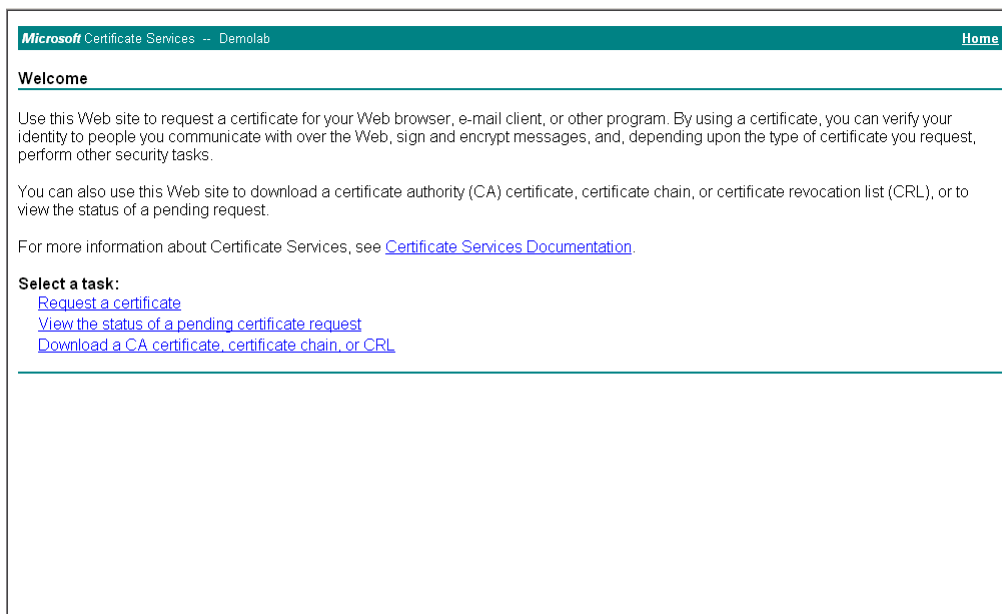 Microsoft Certificate Services -- Demolab Home
Welcome
Use this Web site to request a certificate for your Web browser, e-mail client, or other program. By using a certificate, you can verify your
identity to people you communicate with over the Web, sign and encrypt messages, and, depending upon the type of certificate you request,
perform other security tasks.
You can also use this Web site to download a certificate authority (CA) certificate, certificate chain, or certificate revocation list (CRL), or to
view the status of a pending request.
For more information about Certificate Services, see Certificate Services Documentation.
Select a task:
Request a certificate
View the status of a pending certificate request
Download a CA certificate, certificate chain, or CRL